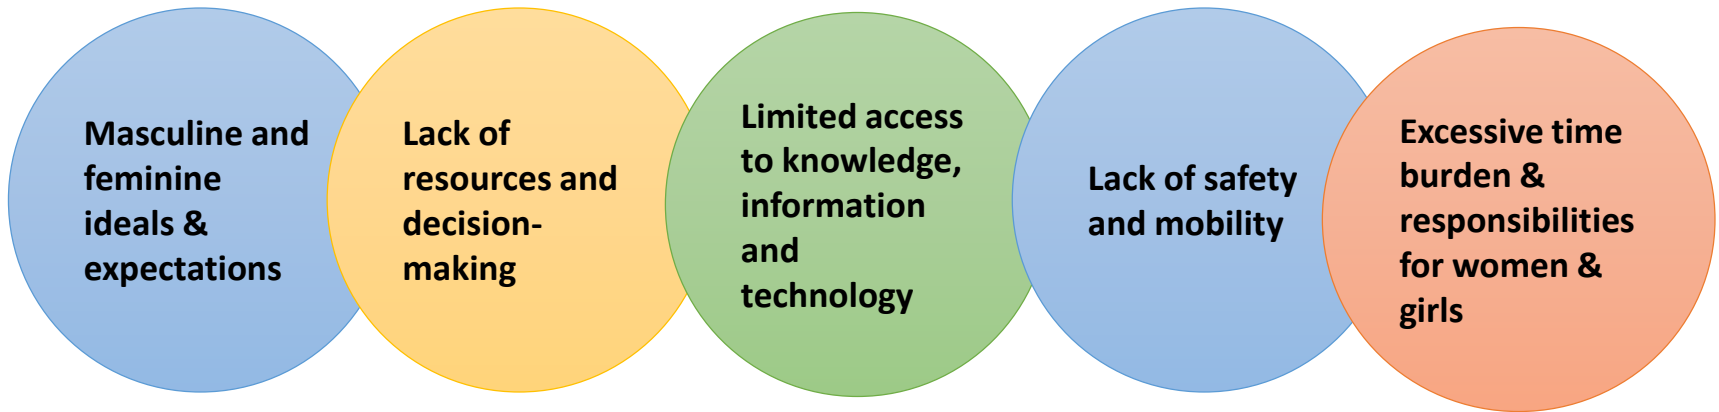 Masculine and
feminine
ideals &
expectations
Lack of
resources and
decision-
making
Limited access
to knowledge,
information
and
technology
Lack of safety
and mobility
Excessive time
burden &
responsibilities
for women &
girls